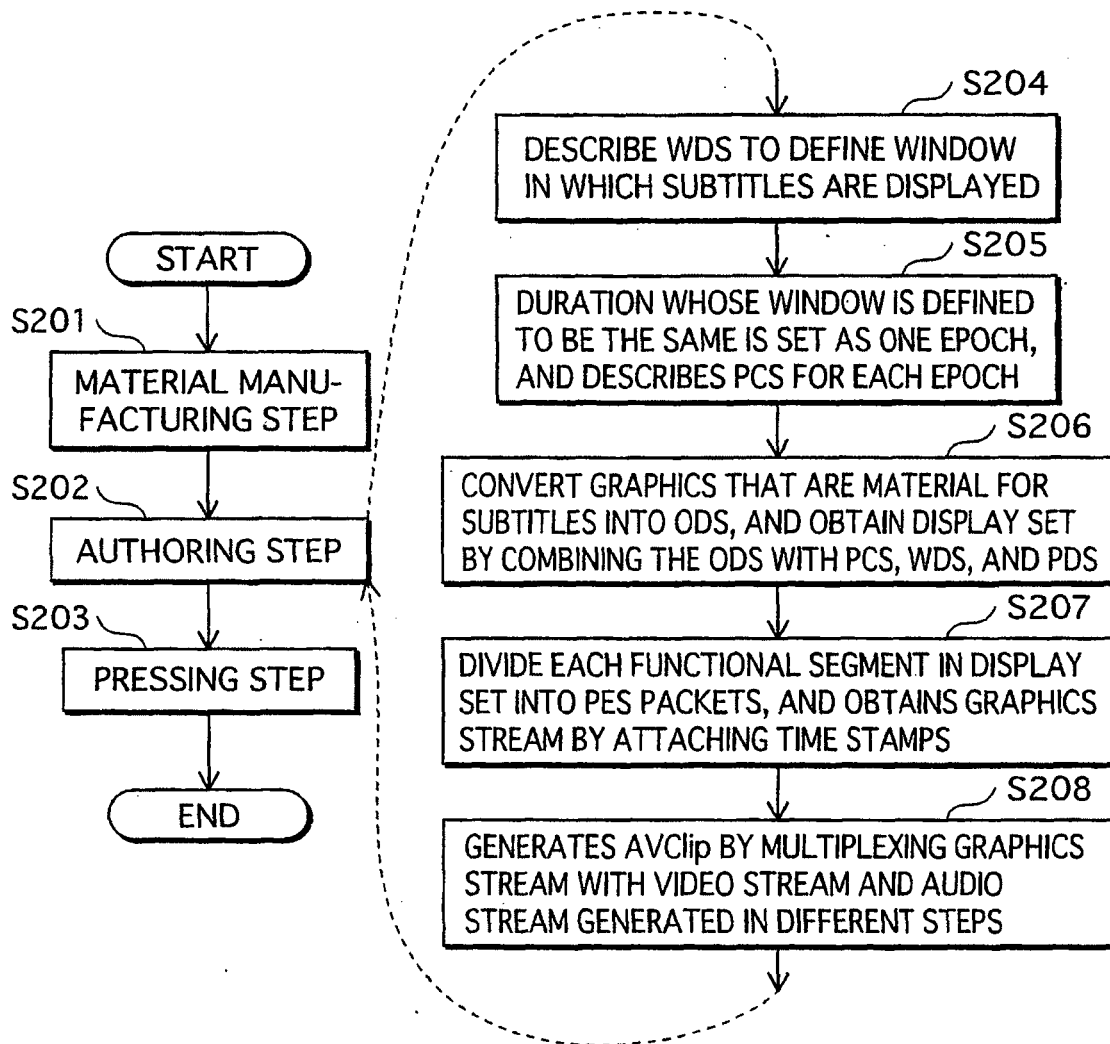 START
S201
MATERIAL MANU-
FACTURING STEP
S202
AUTHORING STEP
S203
PRESSING STEP
END
S204
DESCRIBE WDS TO DEFINE WINDOW
IN WHICH SUBTITLES ARE DISPLAYED
S205
DURATION WHOSE WINDOW IS DEFINED
TO BE THE SAME IS SET AS ONE EPOCH,
AND DESCRIBES PCS FOR EACH EPOCH
S206
CONVERT GRAPHICS THAT ARE MATERIAL FOR
SUBTITLES INTO ODS, AND OBTAIN DISPLAY SET
BY COMBINING THE ODS WITH PCS, WDS, AND PDS
S207
DIVIDE EACH FUNCTIONAL SEGMENT IN DISPLAY
SET INTO PES PACKETS, AND OBTAINS GRAPHICS
STREAM BY ATTACHING TIME STAMPS
S208
GENERATES AVClip BY MULTIPLEXING GRAPHICS
STREAM WITH VIDEO STREAM AND AUDIO
STREAM GENERATED IN DIFFERENT STEPS